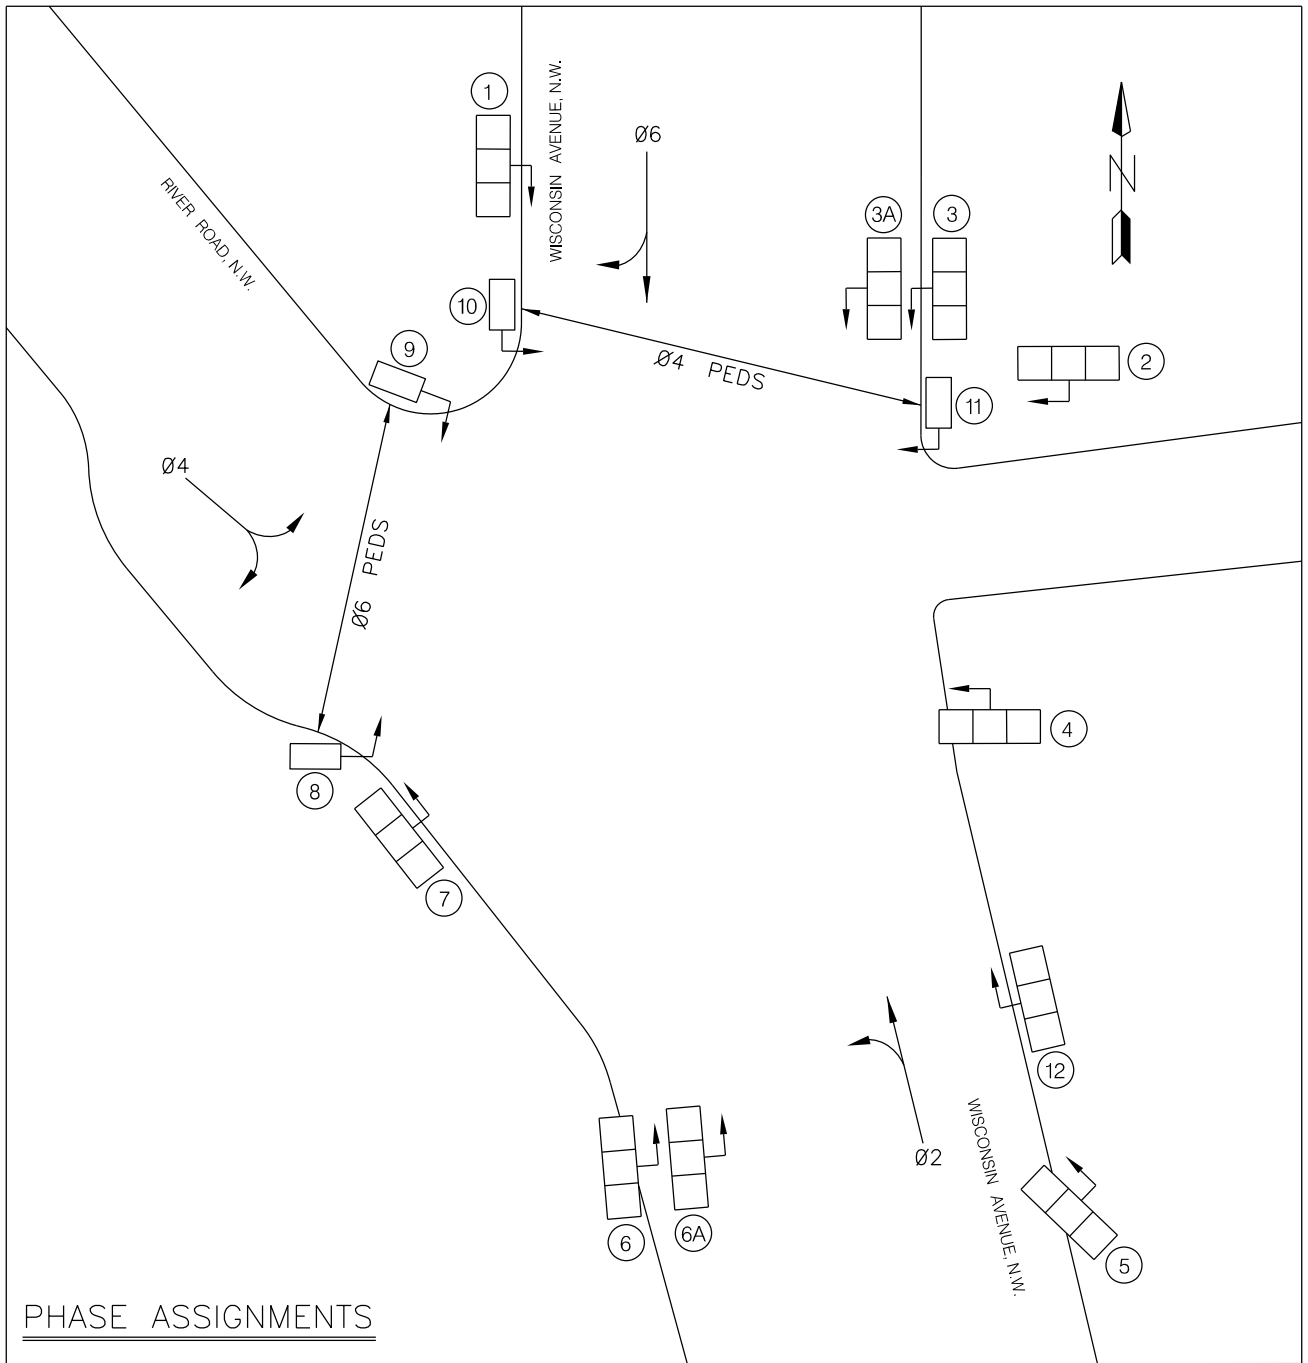 1
WISCONSIN AVENUE, N.W.
Ø6
RIVER ROAD, N.W.
3A
3
N
10
9
Ø4 PEDS
2
11
Ø4
Ø6 PEDS
4
8
7
12
Ø2
WISCONSIN AVENUE, N.W.
6
6A
5
PHASE ASSIGNMENTS